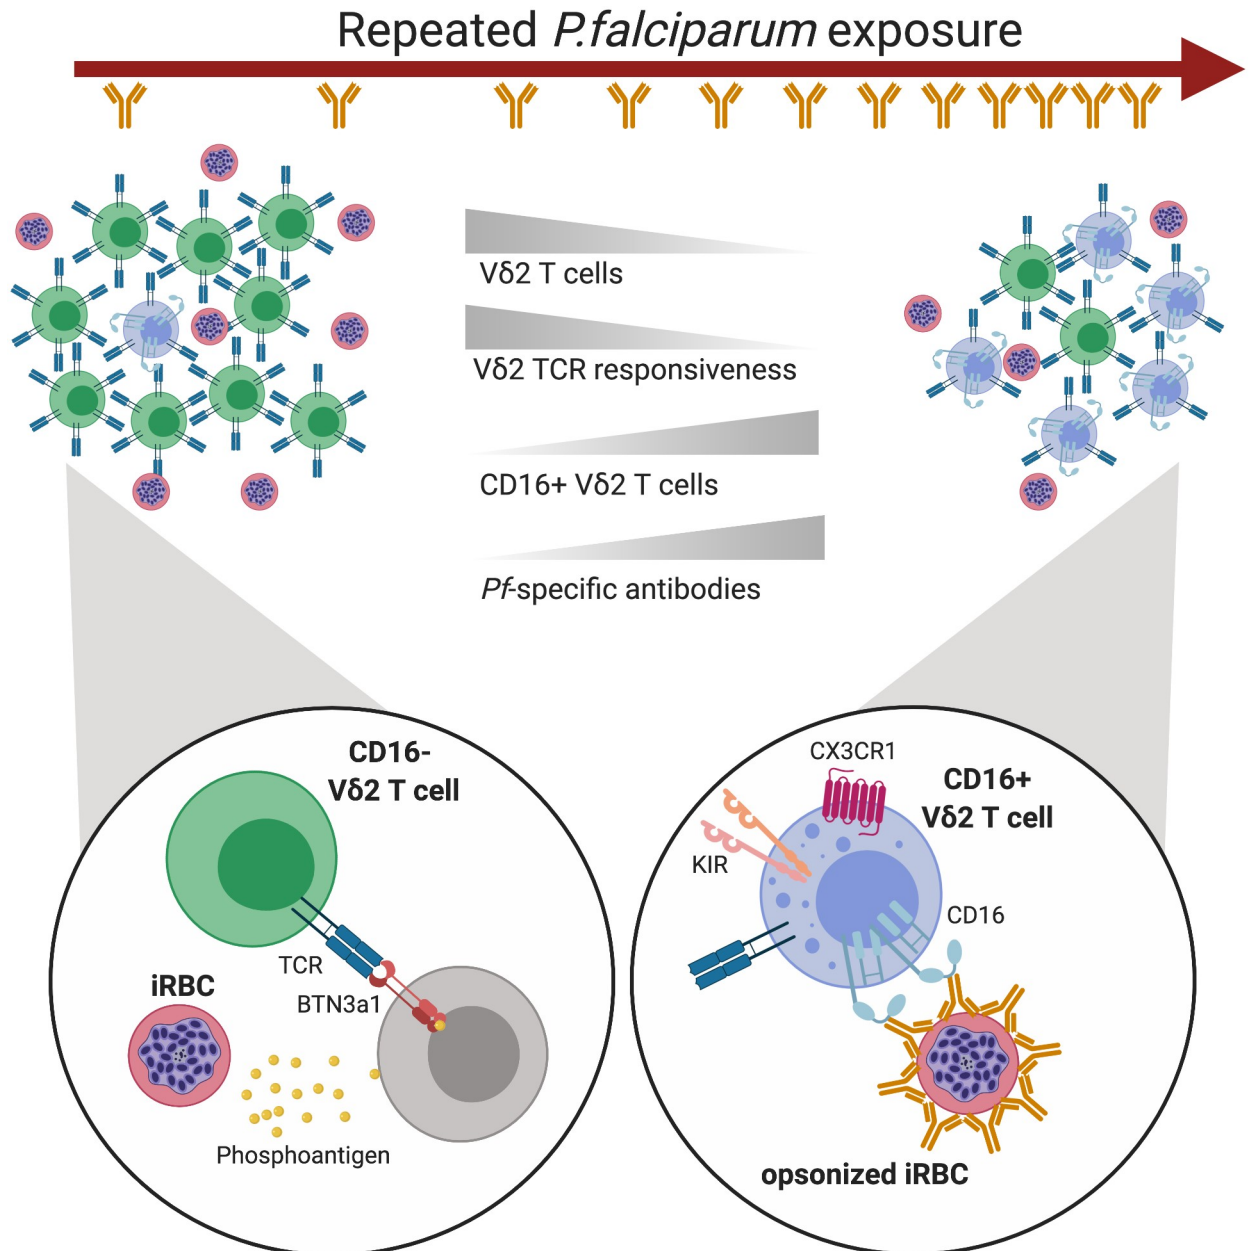 Repeated P.falciparum exposure
Vδ2 T cells
Vδ2 TCR responsiveness
CD16+ Vδ2 T cells
Pf-specific antibodies
CD16-
Vδ2 T cell
TCR
BTN3a1
iRBC
Phosphoantigen
CX3CR1
CD16+
Vδ2 T cell
KIR
CD16
opsonized iRBC